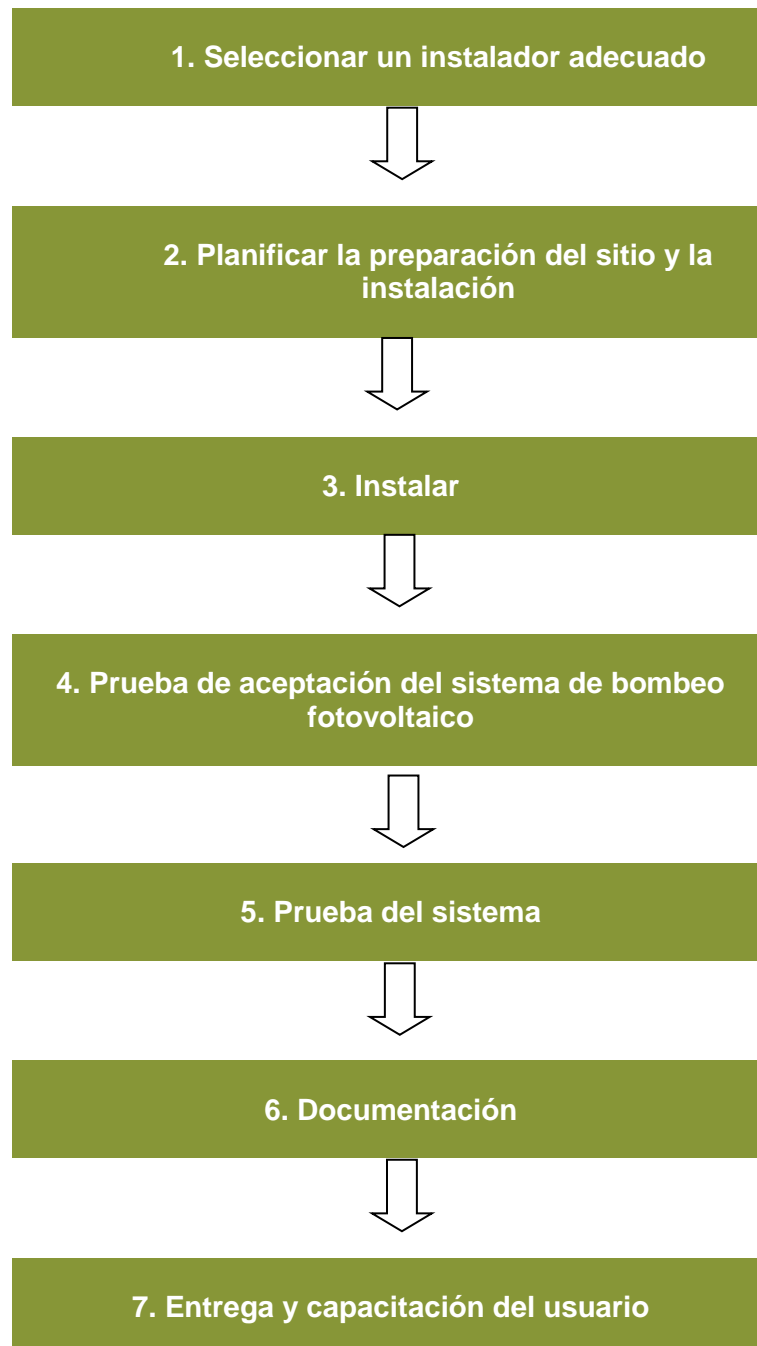 1. Seleccionar un instalador adecuado
2. Planificar la preparación del sitio y la
instalación
3. Instalar
4. Prueba de aceptación del sistema de bombeo
fotovoltaico
5. Prueba del sistema
6. Documentación
7. Entrega y capacitación del usuario